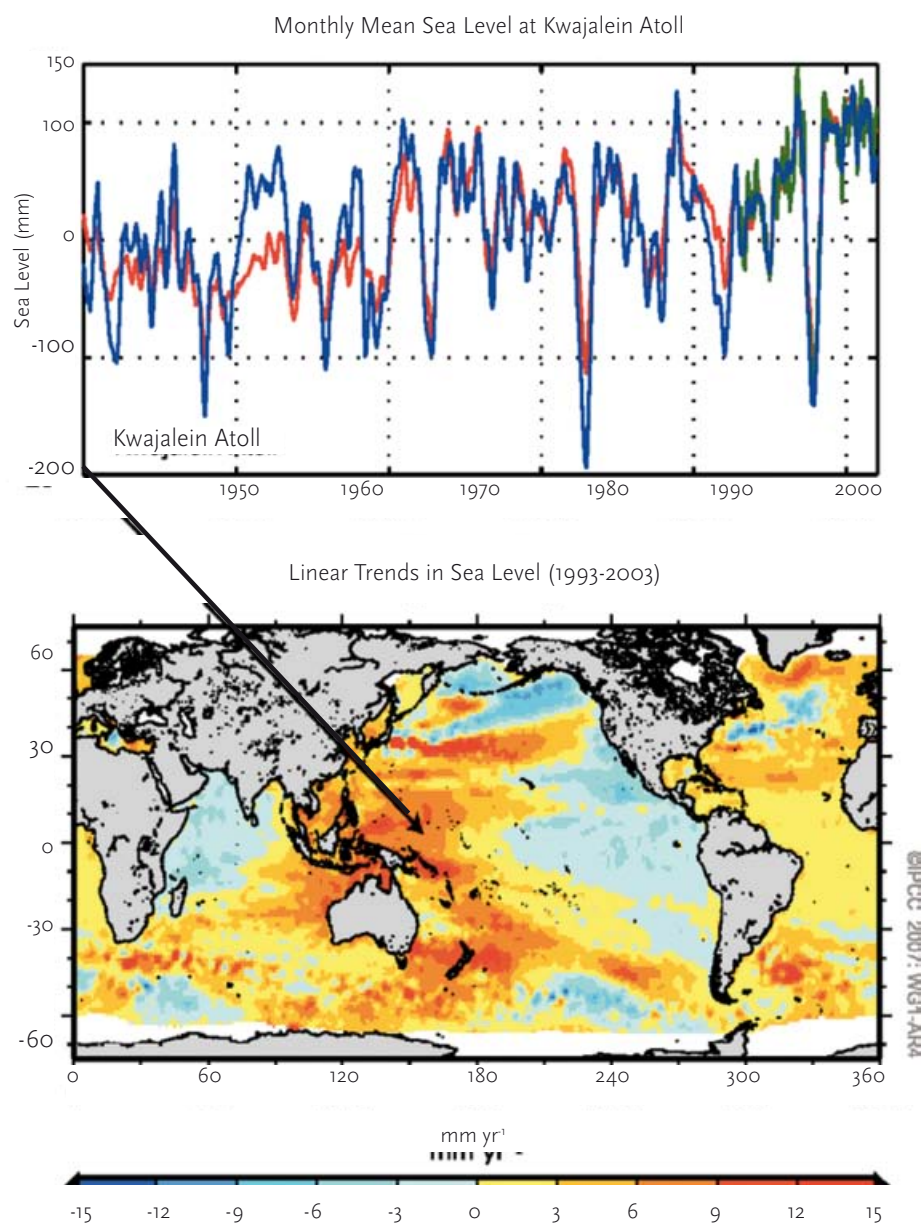 Monthly Mean Sea Level at Kwajalein Atoll
150
100
0
-100
-200
Sea Level (mm)
Kwajalein Atoll
1950 1960 1970 1980 1990 2000
Linear Trends in Sea Level (1993-2003)
60
30
0
-30
-60
0 60 120 180 240 300 360
©IPCC 2007: WG1-AR4
mm yr¹
-15 -12 -9 -6 -3 0 3 6 9 12 15